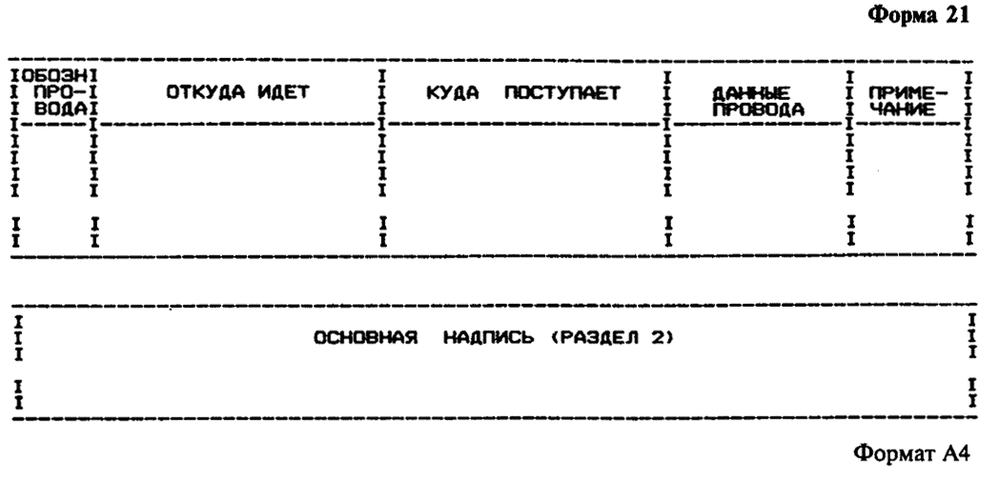 Форма 21
ОБОЗН
ПРО- ОТКУДА ИДЕТ КУДА ПОСТУПАЕТ ДАННЫЕ ПРИМЕ-
ВОДА ПРОВОДА ЧАНИЕ
ОСНОВНАЯ НАДПИСЬ (РАЗДЕЛ 2)
Формат А4